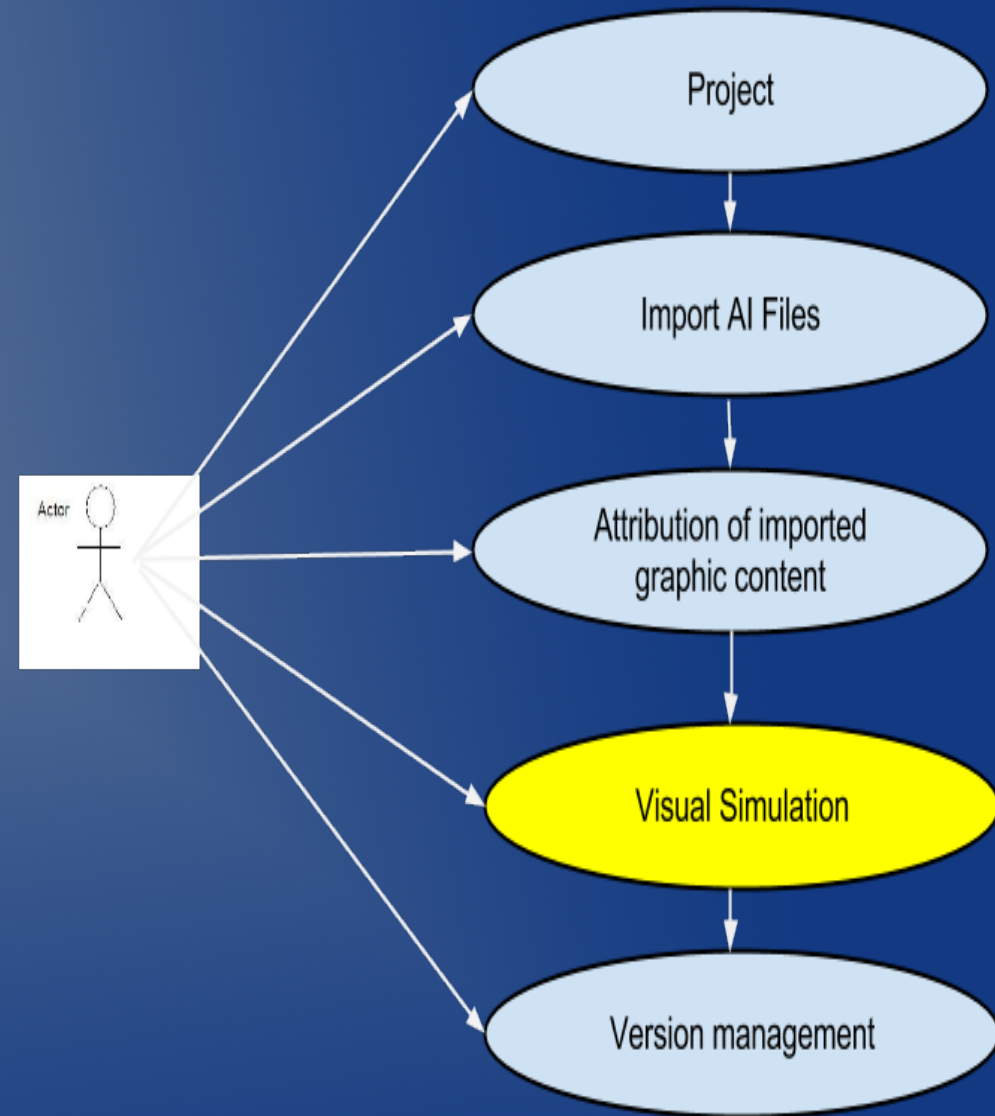 Project
Import AI Files
Actor
Attribution of imported
graphic content
Visual Simulation
Version management